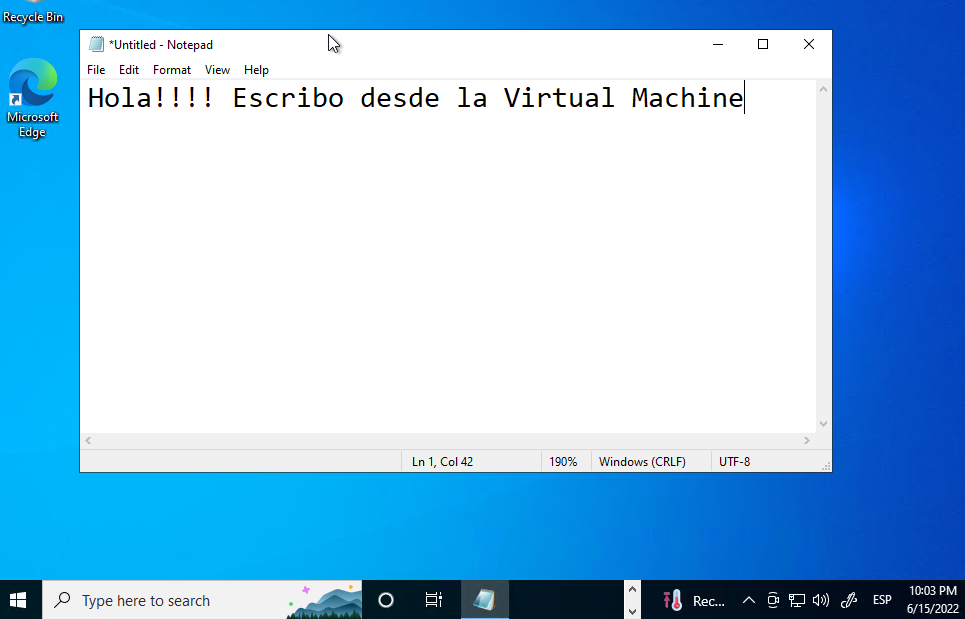 Recycle Bin
*Untitled - Notepad
File Edit Format View Help
Hola!!!! Escribo desde la Virtual Machine
Microsoft
Edge
Ln 1, Col 42 190% Windows (CRLF) UTF-8
Type here to search
Rec...
ESP
10:03 PM
6/15/2022